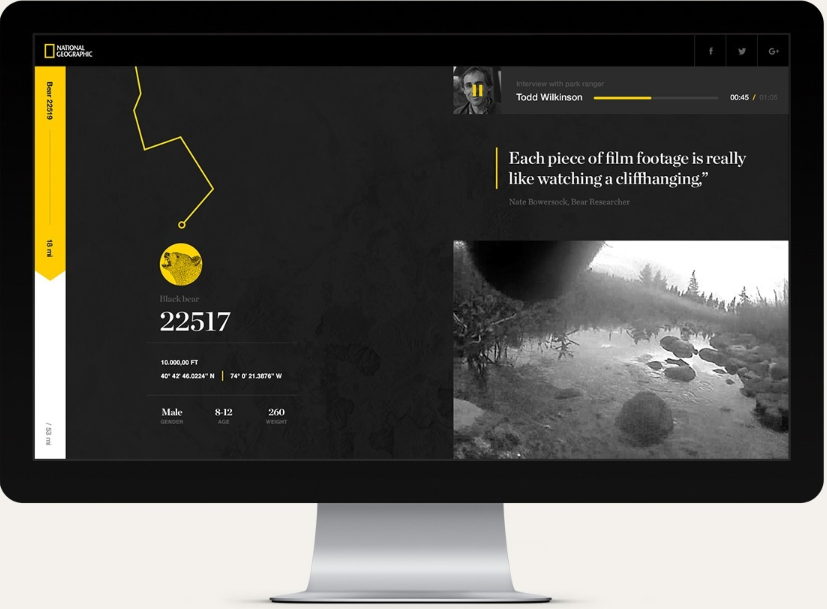 NATIONAL
GEOGRAPHIC
f
G+
Bear 22519
18 mi
/ 53 mi
Black bear
22517
10.000,00 FT
40° 42' 46.0224" N
74° 0' 21.3876" W
Male
8-12
260
GENDER
AGE
WEIGHT
Interview with park ranger
Todd Wilkinson
00:45 / 01:05
Each piece of film footage is really
like watching a cliffhanging,”
Nate Bowersock, Bear Researcher